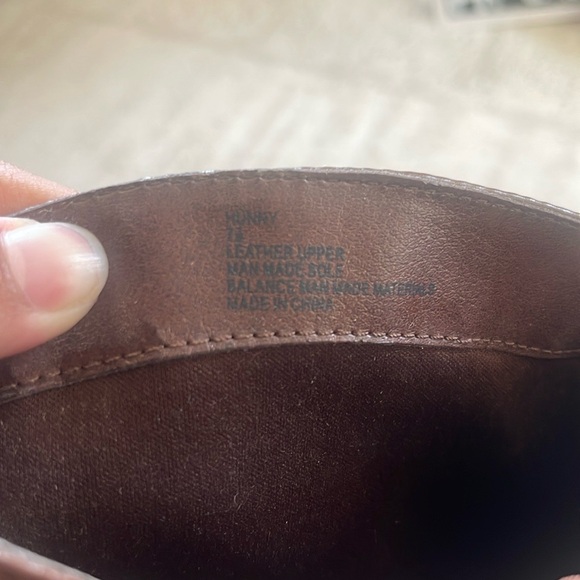 HUNNY
LEATHER UPPER
MAN MADE SOLE
BALANCE MAN MADE MATERIALS
MADE IN CHINA